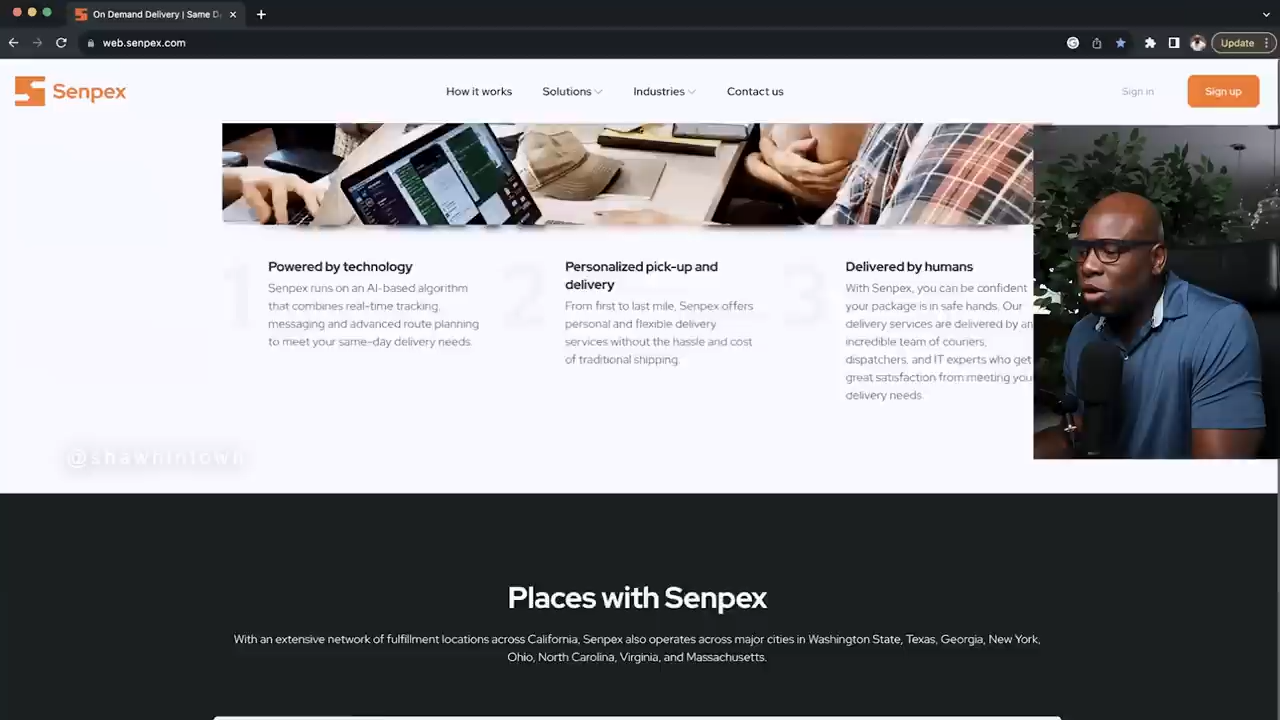 On Demand Delivery | Same D
web.senpex.com
Update
Senpex
How it works
Solutions
Industries
Contact us
Sign in
Sign up
1
Powered by technology
Senpex runs on an AI-based algorithm
that combines real-time tracking,
messaging and advanced route planning
to meet your same-day delivery needs.
2
Personalized pick-up and
delivery
From first to last mile, Senpex offers
personal and flexible delivery
services without the hassle and cost
of traditional shipping.
3
Delivered by humans
With Senpex, you can be confident
your package is in safe hands. Our
delivery services are delivered by an
incredible team of couriers,
dispatchers, and IT experts who get
great satisfaction from meeting you
delivery needs.
@shawnintown
Places with Senpex
With an extensive network of fulfillment locations across California, Senpex also operates across major cities in Washington State, Texas, Georgia, New York,
Ohio, North Carolina, Virginia, and Massachusetts.